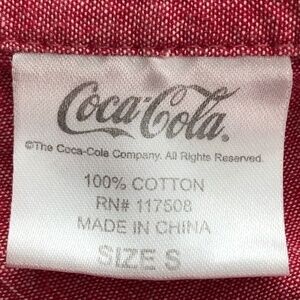 Coca-Cola.
©The Coca-Cola Company. All Rights Reserved.
100% COTTON
RN# 117508
MADE IN CHINA
SIZE S